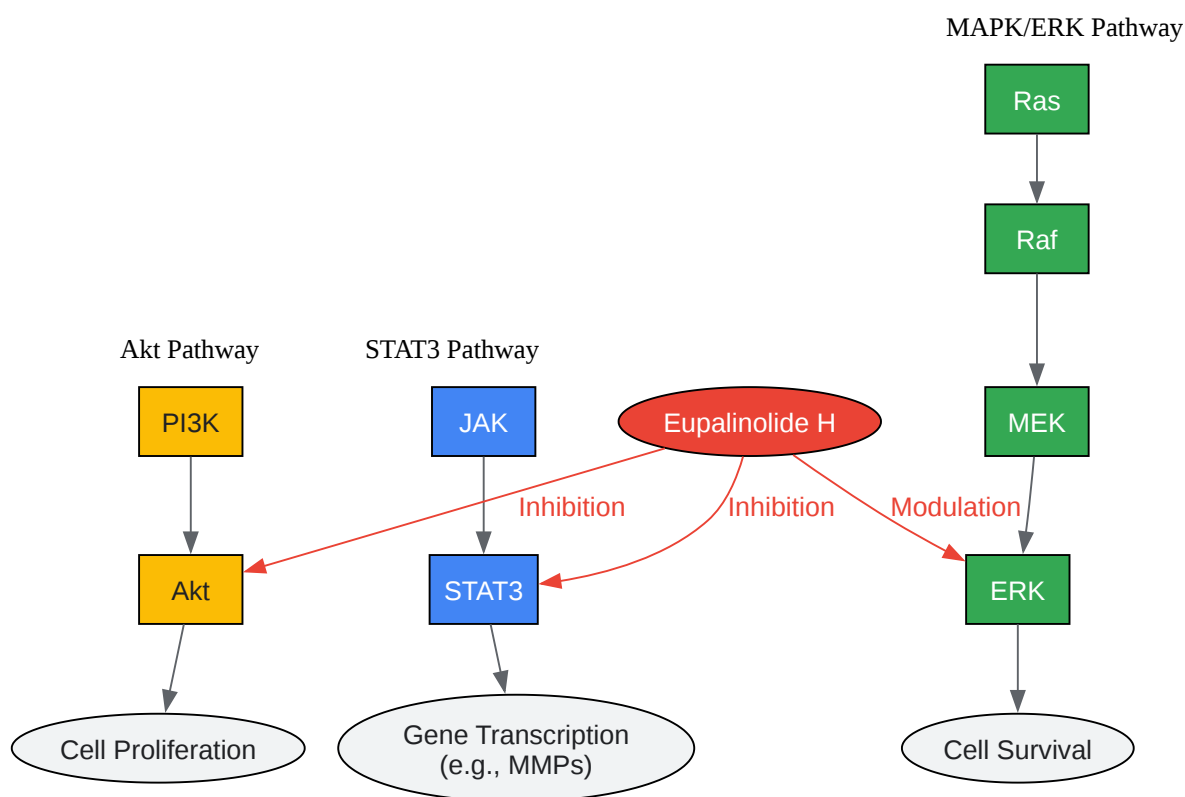 MAPK/ERK Pathway
Ras
Raf
Akt Pathway
STAT3 Pathway
PI3K
JAK
Eupalinolide H
MEK
Inhibition
Inhibition
Modulation
Akt
STAT3
ERK
Cell Proliferation
Gene Transcription
(e.g., MMPs)
Cell Survival